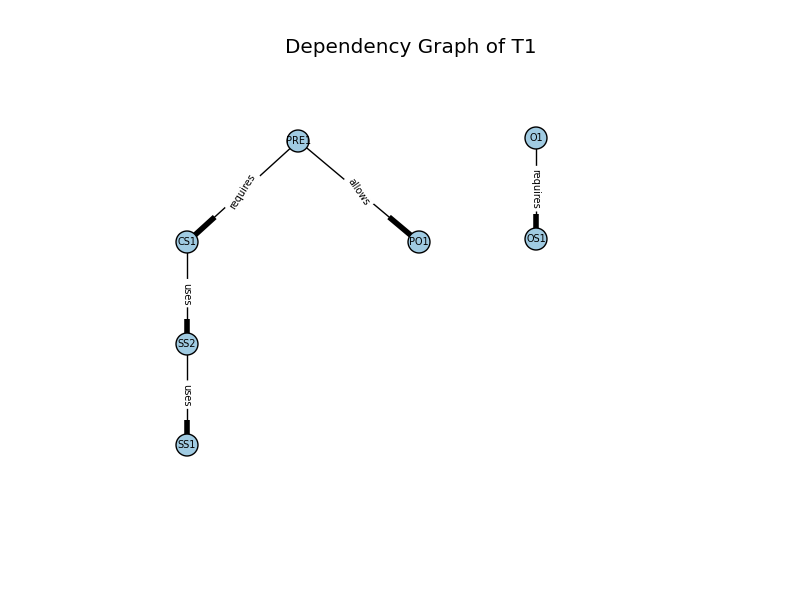 Dependency Graph of T1
PRE1
O1
requires
allows
requires
CS1
PO1
OS1
uses
SS2
uses
SS1